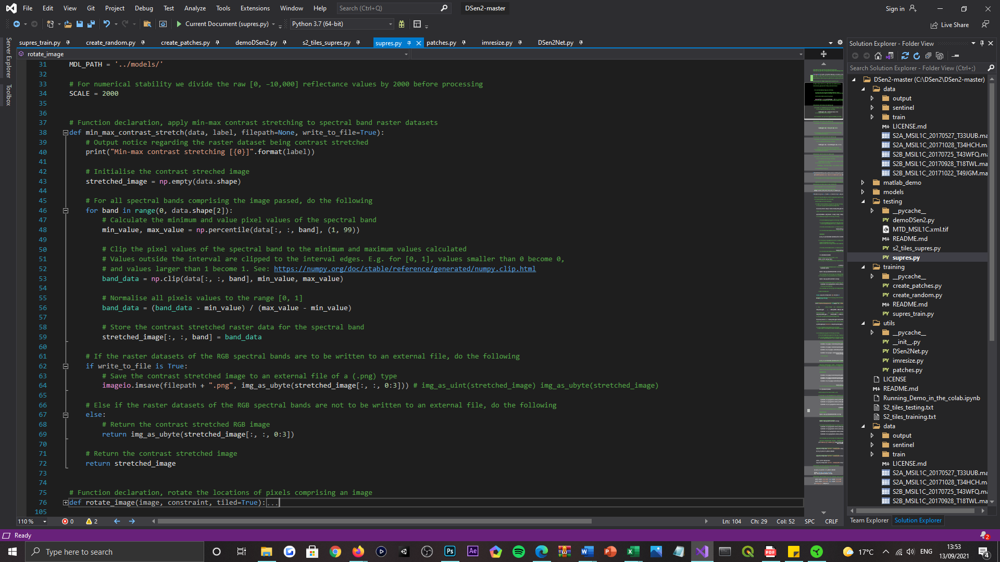 File Edit View Git Project Debug Test Analyze Tools Extensions Window Help Search (Ctrl+Q) DSen2-master Sign in
Current Document (supres.py) Python 3.7 (64-bit) Live Share
supres_train.py create_random.py create_patches.py demoDSen2.py s2_tiles_supres.py supres.py patches.py imresize.py DSen2Net.py
Server Explorer
Toolbox
rotate_image
31 MDL_PATH = '../models/'
32
33 # For numerical stability we divide the raw [0, −10,000] reflectance values by 2000 before processing
34 SCALE = 2000
35
36
37 # Function declaration, apply min-max contrast stretching to spectral band raster datasets
38 def min_max_contrast_stretch(data, label, filepath=None, write_to_file=True):
39 # Output notice regarding the raster dataset being contrast stretched
40 print("Min-max contrast stretching [{0}]".format(label))
41
42 # Initialise the contrast streched image
43 stretched_image = np.empty(data.shape)
44
45 # For all spectral bands comprising the image passed, do the following
46 for band in range(0, data.shape[2]):
47 # Calculate the minimum and value pixel values of the spectral band
48 min_value, max_value = np.percentile(data[:, :, band], (1, 99))
49
50 # Clip the pixel values of the spectral band to the minimum and maximum values calculated
51 # Values outside the interval are clipped to the interval edges. E.g. for [0, 1], values smaller than 0 become 0,
52 # and values larger than 1 become 1. See: https://numpy.org/doc/stable/reference/generated/numpy.clip.html
53 band_data = np.clip(data[:, :, band], min_value, max_value)
54
55 # Normalise all pixels values to the range [0, 1]
56 band_data = (band_data - min_value) / (max_value - min_value)
57
58 # Store the contrast stretched raster data for the spectral band
59 stretched_image[:, :, band] = band_data
60
61 # If the raster datasets of the RGB spectral bands are to be written to an external file, do the following
62 if write_to_file is True:
63 # Save the contrast stretched image to an external file of a (.png) type
64 imageio.imsave(filepath + ".png", img_as_ubyte(stretched_image[:, :, 0:3])) # img_as_uint(stretched_image) img_as_ubyte(stretched_image)
65
66 # Else if the raster datasets of the RGB spectral bands are not to be written to an external file, do the following
67 else:
68 # Return the contrast stretched RGB image
69 return img_as_ubyte(stretched_image[:, :, 0:3])
70
71 # Return the contrast stretched image
72 return stretched_image
73
74
75 # Function declaration, rotate the locations of pixels comprising an image
76 def rotate_image(image, constraint, tiled=True):...
105
110 % 0 2 Ln: 104 Ch: 29 Col: 52 SPC CRLF
Solution Explorer - Folder View
Search Solution Explorer - Folder View (Ctrl+;)
DSen2-master (C:\DSen2\DSen2-master)
data
output
sentinel
train
LICENSE.md
S2A_MSIL1C_20170527_T33UUB.ma
S2A_MSIL1C_20171028_T34HCH.m
S2B_MSIL1C_20170725_T43WFQ.m
S2B_MSIL1C_20170928_T18TWL.ma
S2B_MSIL1C_20171022_T49JGM.ma
matlab_demo
models
testing
__pycache__
demoDSen2.py
MTD_MSIL1C.xml.tif
README.md
s2_tiles_supres.py
supres.py
training
__pycache__
create_patches.py
create_random.py
README.md
supres_train.py
utils
__pycache__
__init__.py
DSen2Net.py
imresize.py
patches.py
LICENSE
README.md
Running_Demo_in_the_colab.ipynb
S2_tiles_testing.txt
S2_tiles_training.txt
data
output
sentinel
train
LICENSE.md
S2A_MSIL1C_20170527_T33UUB.ma
S2A_MSIL1C_20171028_T34HCH.m
S2B_MSIL1C_20170725_T43WFQ.m
S2B_MSIL1C_20170928_T18TWL.ma
Team Explorer Solution Explorer
Ready 2
Type here to search 17°C ENG 13:53
13/09/2021 4